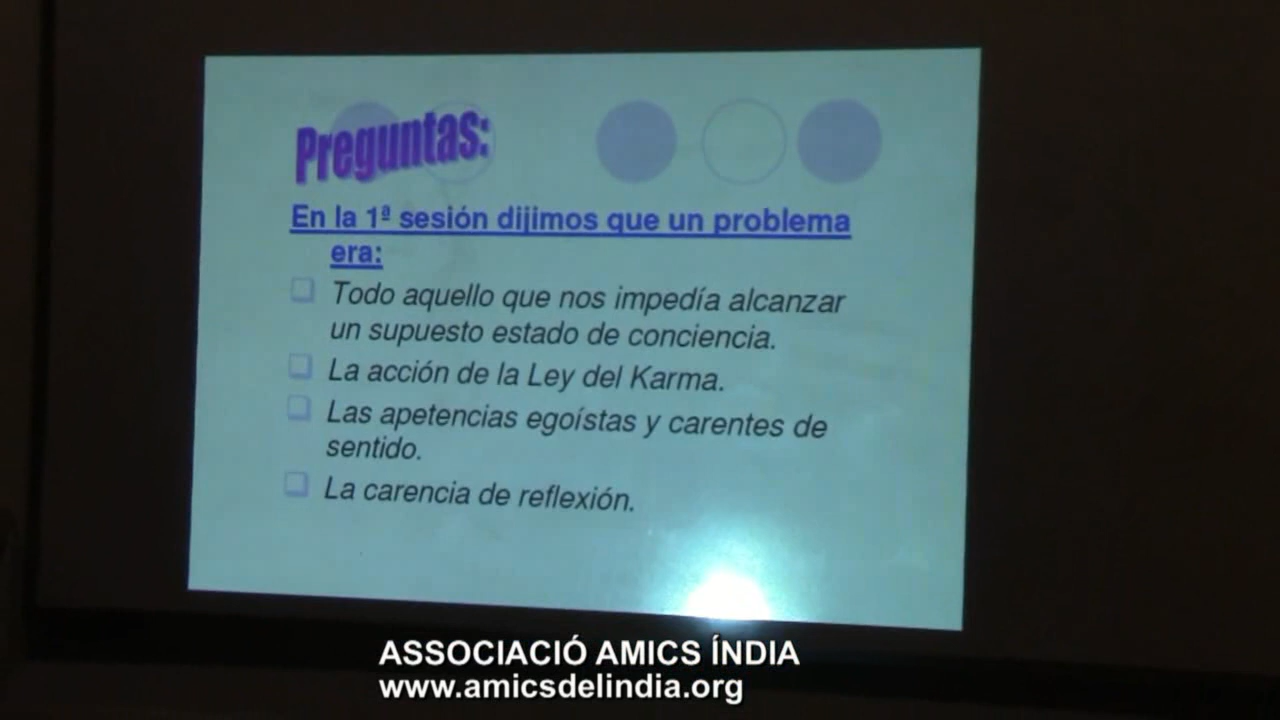 Preguntas:
En la 1ª sesión dijimos que un problema
era:
Todo aquello que nos impedía alcanzar
un supuesto estado de conciencia.
La acción de la Ley del Karma.
Las apetencias egoístas y carentes de
sentido.
La carencia de reflexión.
ASSOCIACIÓ AMICS ÍNDIA
www.amicsdelindia.org